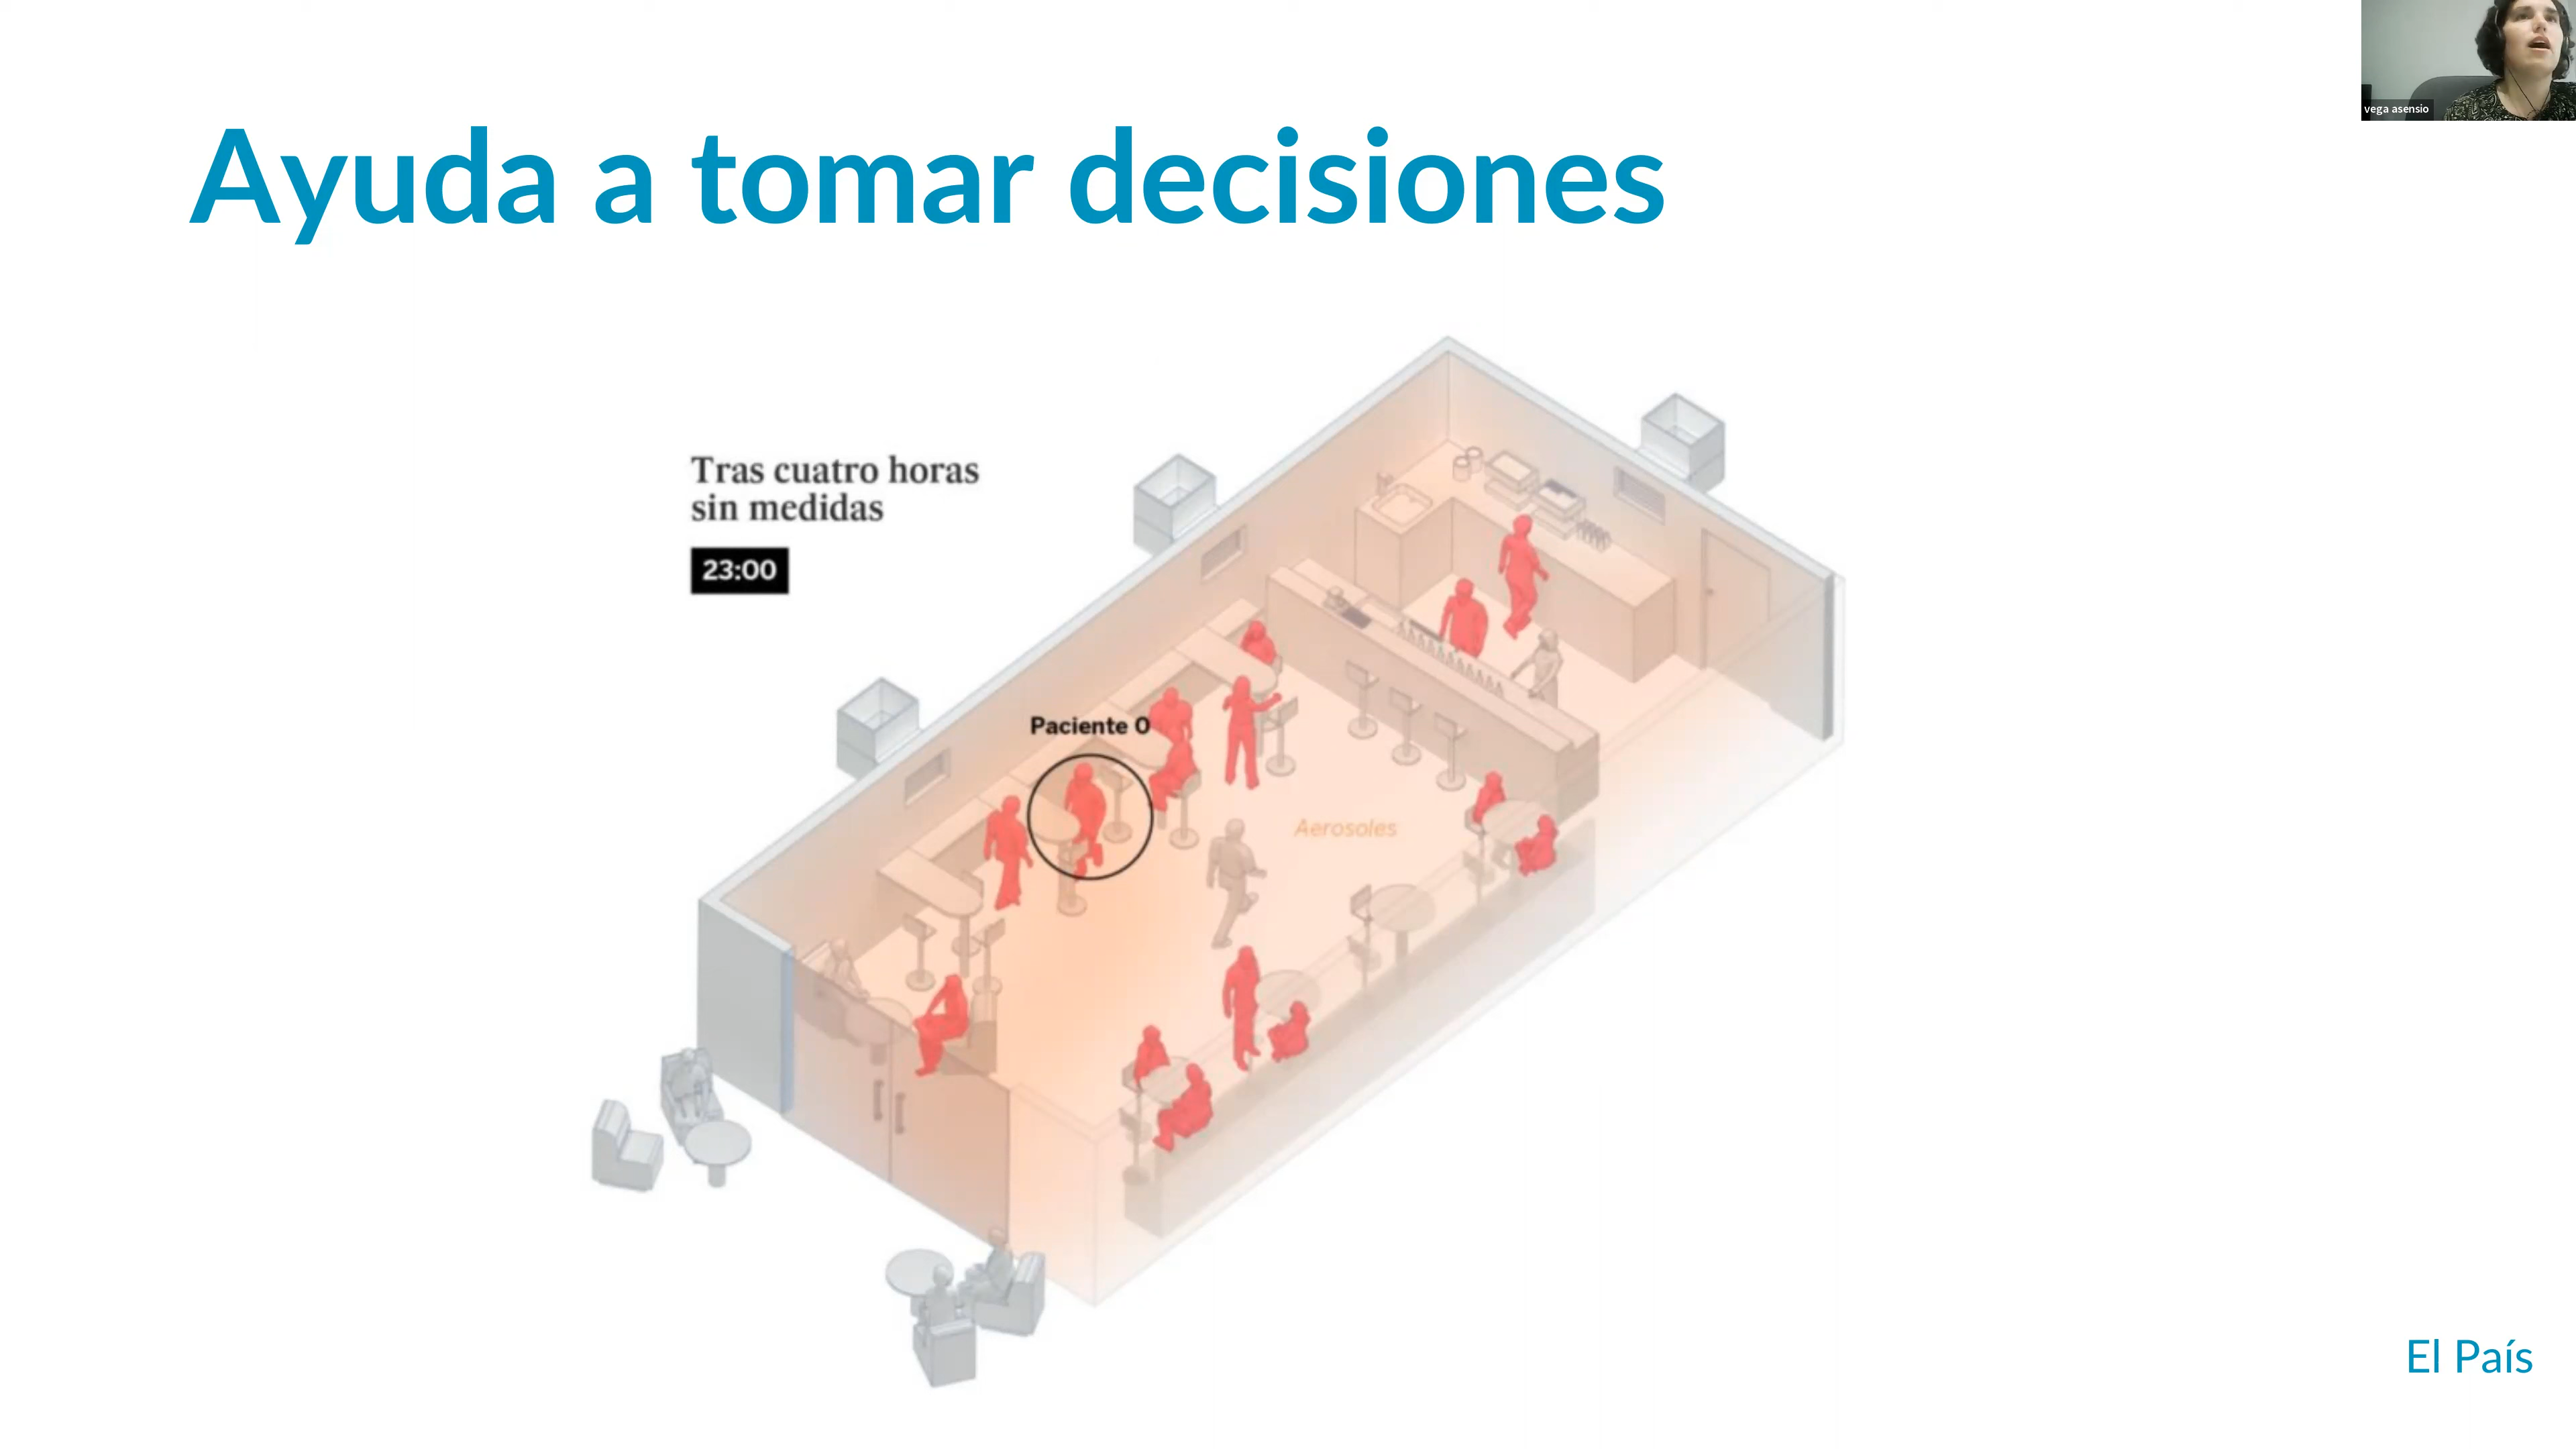 vega asensio
Ayuda a tomar decisiones
Tras cuatro horas
sin medidas
23:00
Paciente 0
Aerosoles
El País